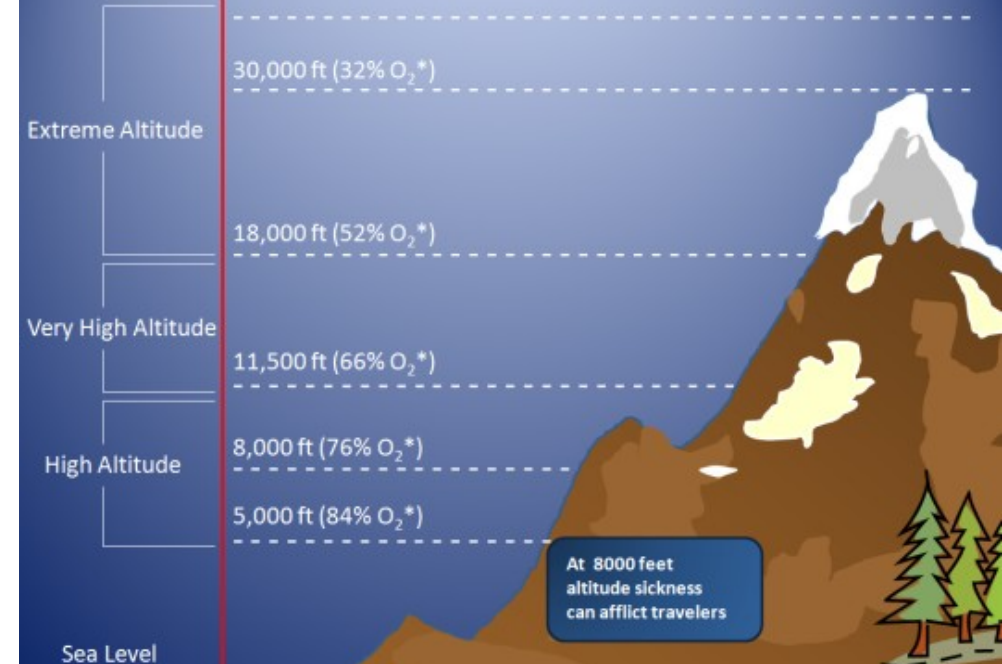 30,000 ft (32% O₂*)
Extreme Altitude
18,000 ft (52% O₂*)
Very High Altitude
11,500 ft (66% O₂*)
8,000 ft (76% O₂*)
High Altitude
5,000 ft (84% O₂*)
At 8000 feet
altitude sickness
can afflict travelers
Sea Level